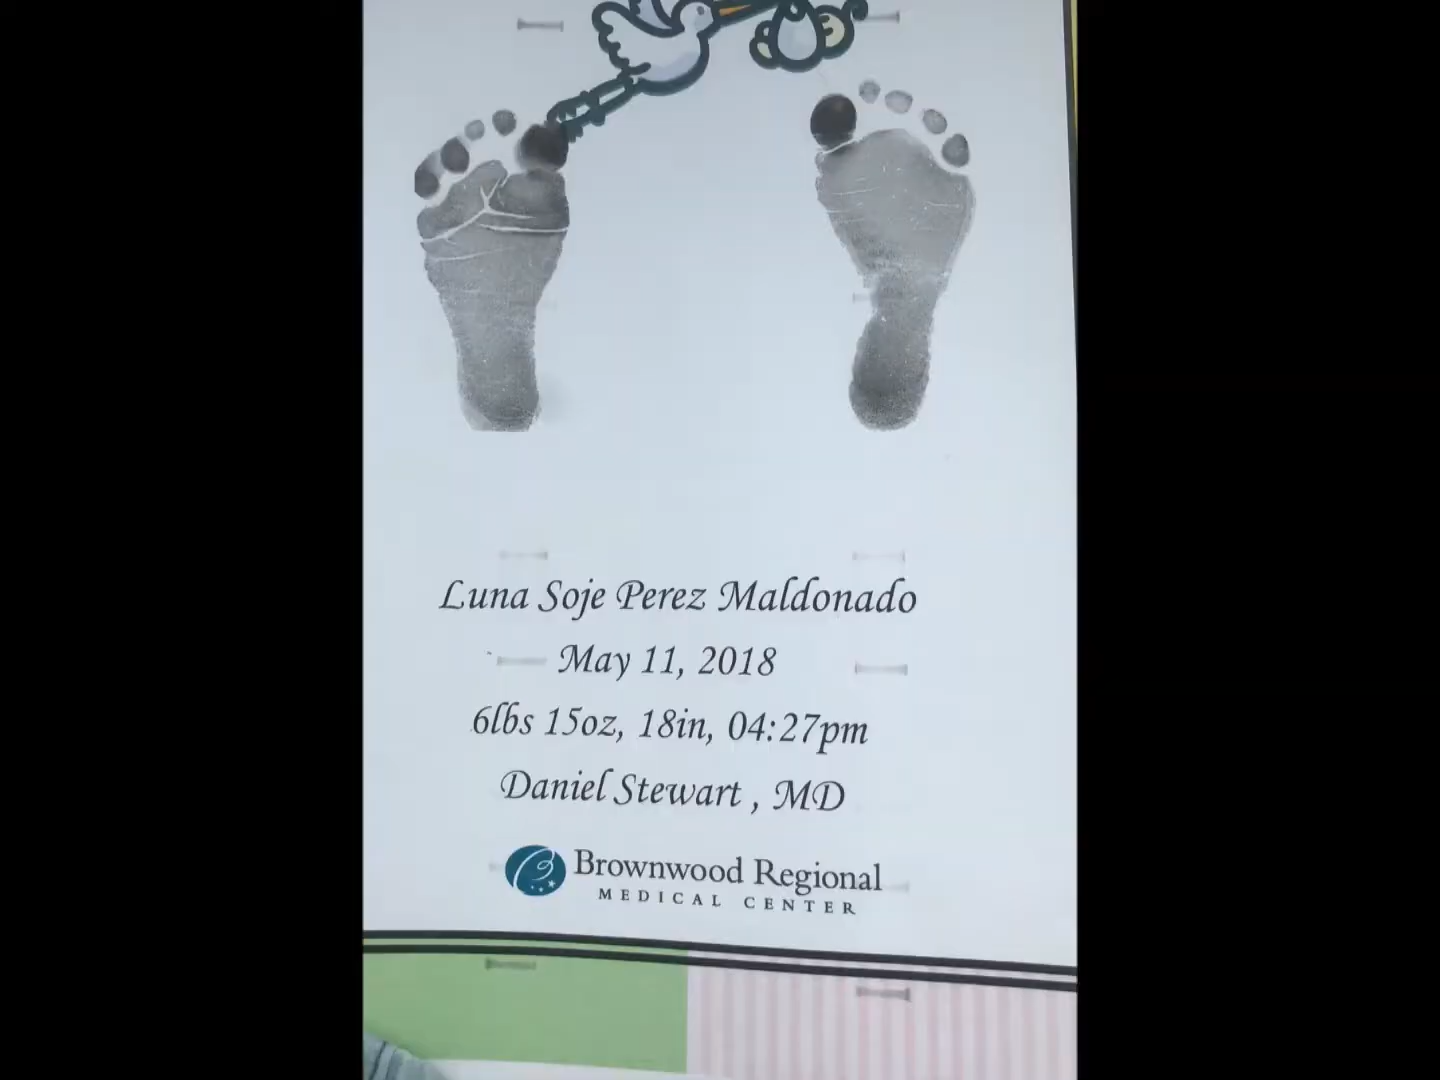 Luna Soje Perez Maldonado
May 11, 2018
6lbs 15oz, 18in, 04:27pm
Daniel Stewart , MD
Brownwood Regional
MEDICAL CENTER